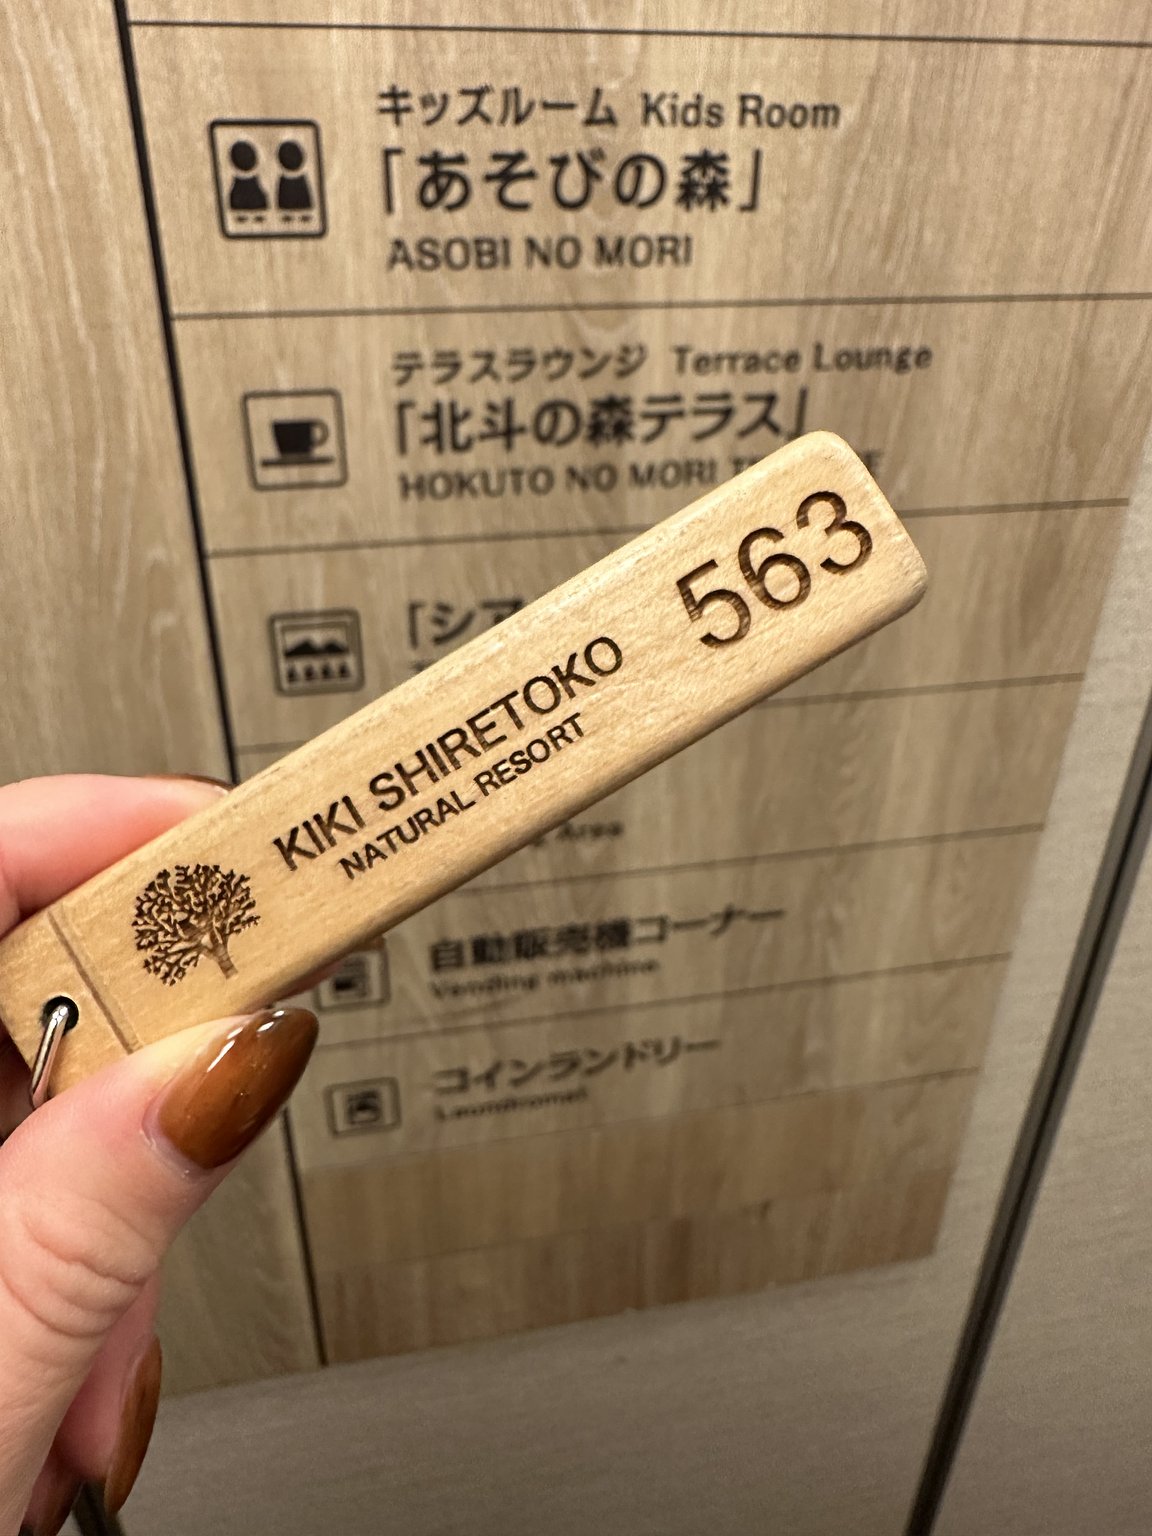 キッズルーム Kids Room
「あそびの森」
ASOBI NO MORI
テラスラウンジ Terrace Lounge
「北斗の森テラス」
HOKUTO NO MORI
「シア
563
KIKI SHIRETOKO
NATURAL RESORT
Area
自動販売機コーナー
Vending machine
コインランドリー
Laundromat